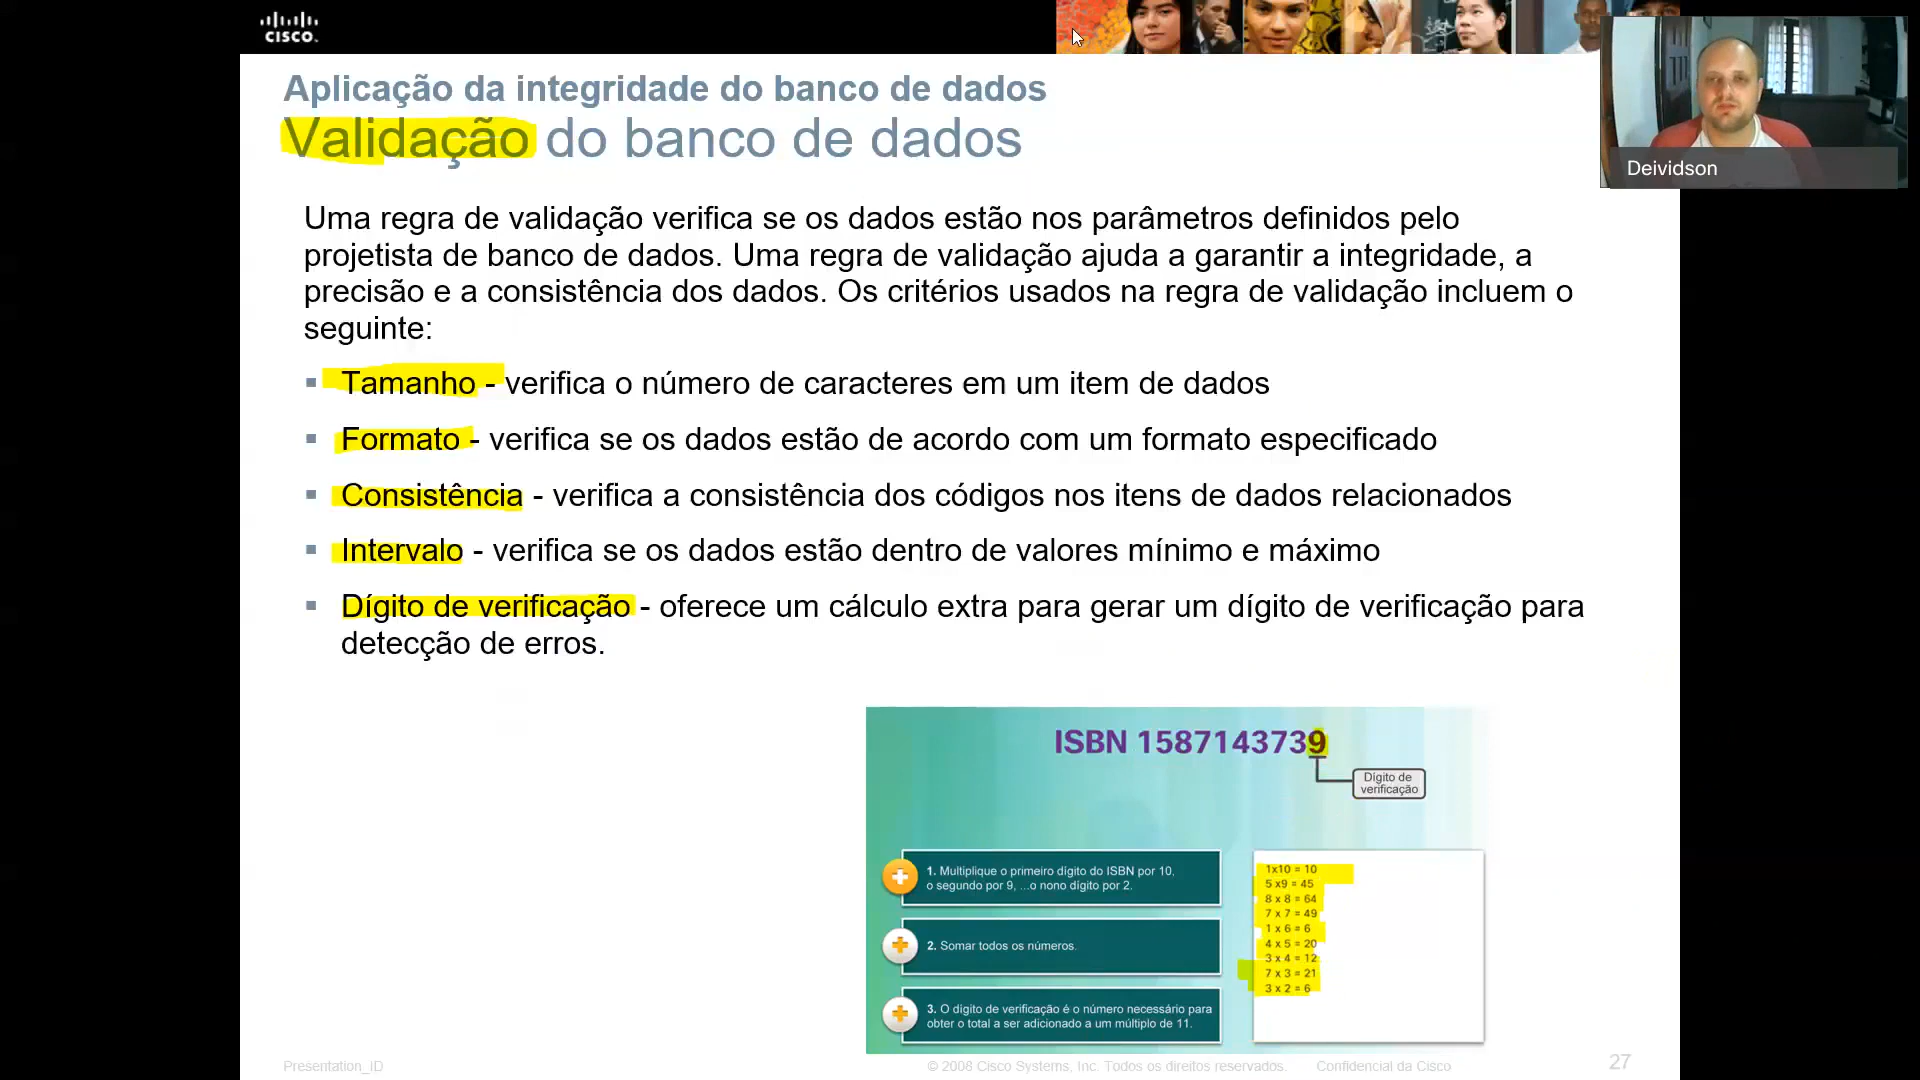 CISCO.
Aplicação da integridade do banco de dados
Validação do banco de dados
Deividson
Uma regra de validação verifica se os dados estão nos parâmetros definidos pelo
projetista de banco de dados. Uma regra de validação ajuda a garantir a integridade, a
precisão e a consistência dos dados. Os critérios usados na regra de validação incluem o
seguinte:
Tamanho - verifica o número de caracteres em um item de dados
Formato - verifica se os dados estão de acordo com um formato especificado
Consistência - verifica a consistência dos códigos nos itens de dados relacionados
Intervalo - verifica se os dados estão dentro de valores mínimo e máximo
Dígito de verificação - oferece um cálculo extra para gerar um dígito de verificação para
detecção de erros.
ISBN 1587143739
Dígito de
verificação
1. Multiplique o primeiro dígito do ISBN por 10,
o segundo por 9, ...o nono dígito por 2.
2. Somar todos os números.
3. O dígito de verificação é o número necessário para
obter o total a ser adicionado a um múltiplo de 11.
1x10 = 10
5 x9 = 45
8 x 8 = 64
7 x 7 = 49
1 x 6 = 6
4 x 5 = 20
3 x 4 = 12
7 x 3 = 21
3 x 2 = 6
Presentation_ID
© 2008 Cisco Systems, Inc. Todos os direitos reservados.
Confidencial da Cisco
27